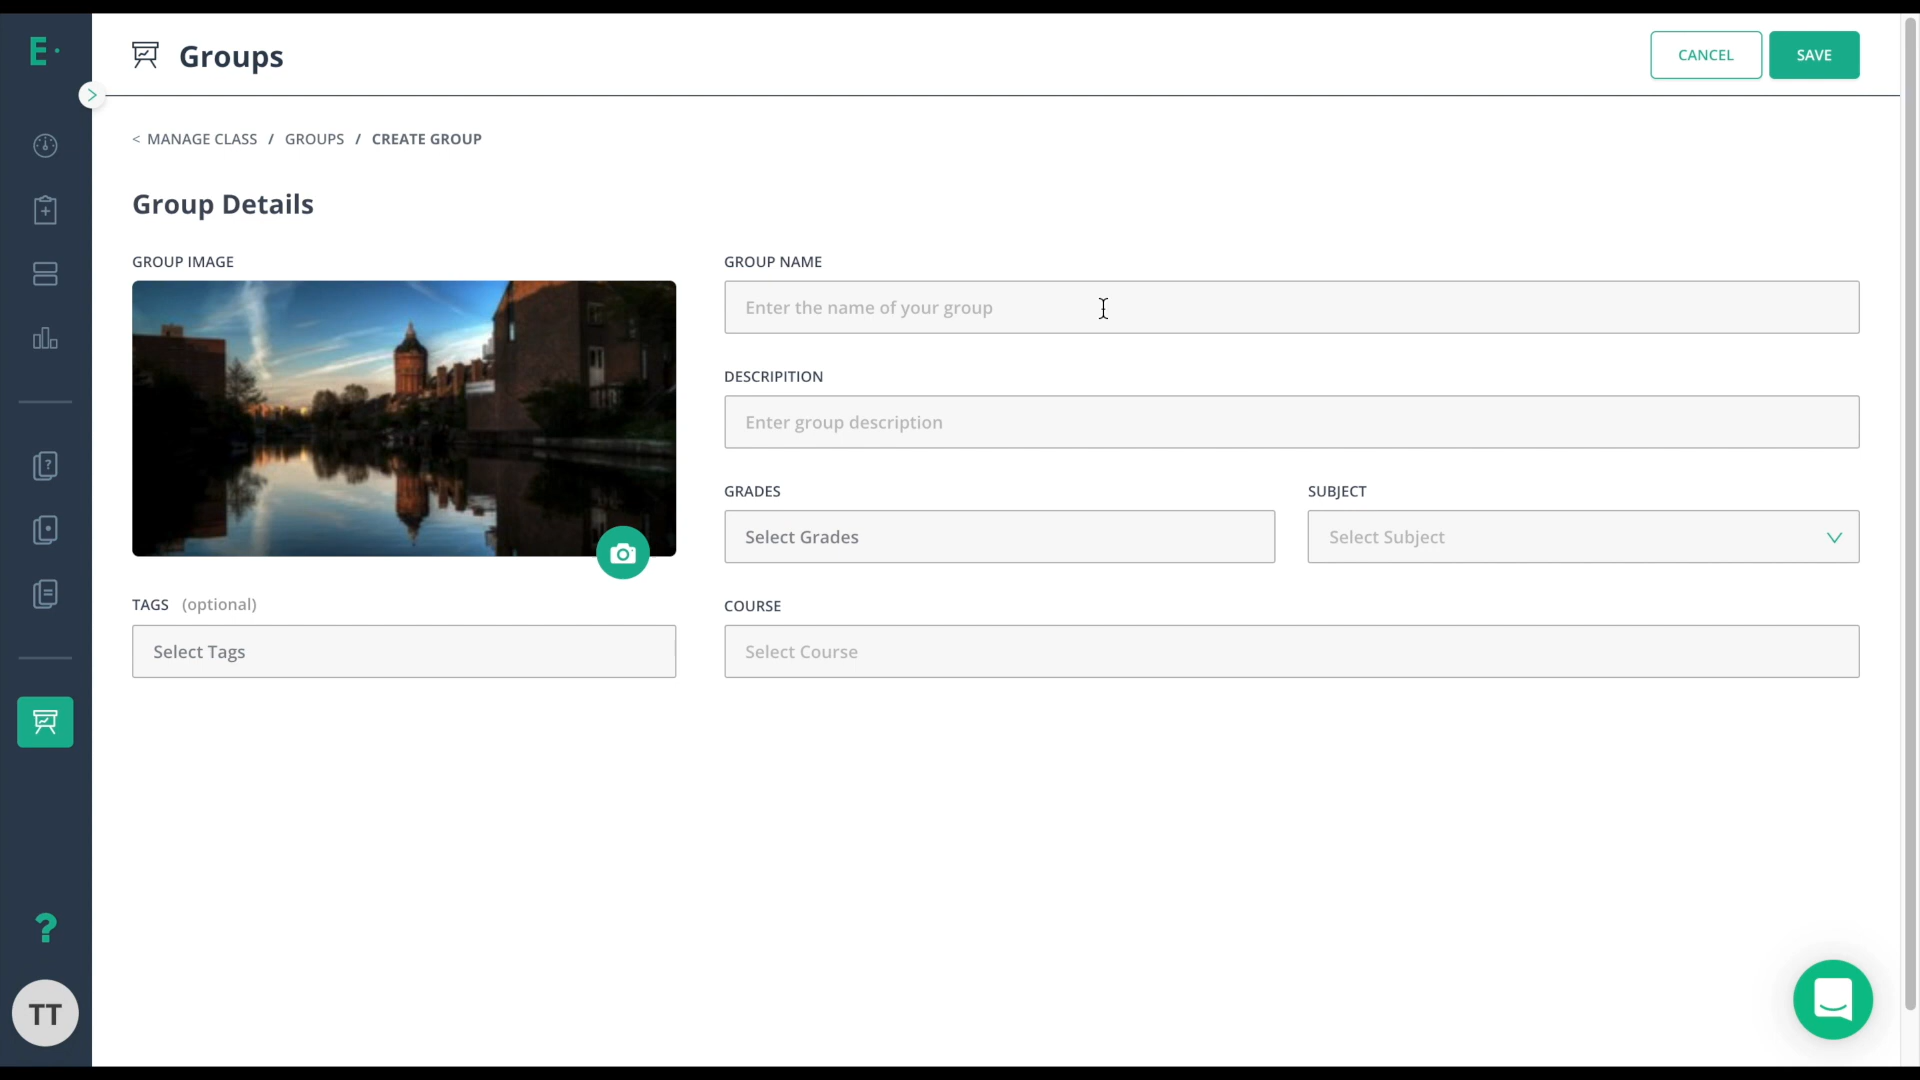 E.
Groups
CANCEL
SAVE
< MANAGE CLASS / GROUPS / CREATE GROUP
Group Details
GROUP IMAGE
GROUP NAME
Enter the name of your group
DESCRIPITION
Enter group description
GRADES
SUBJECT
Select Grades
Select Subject
TAGS (optional)
COURSE
Select Tags
Select Course
?
TT